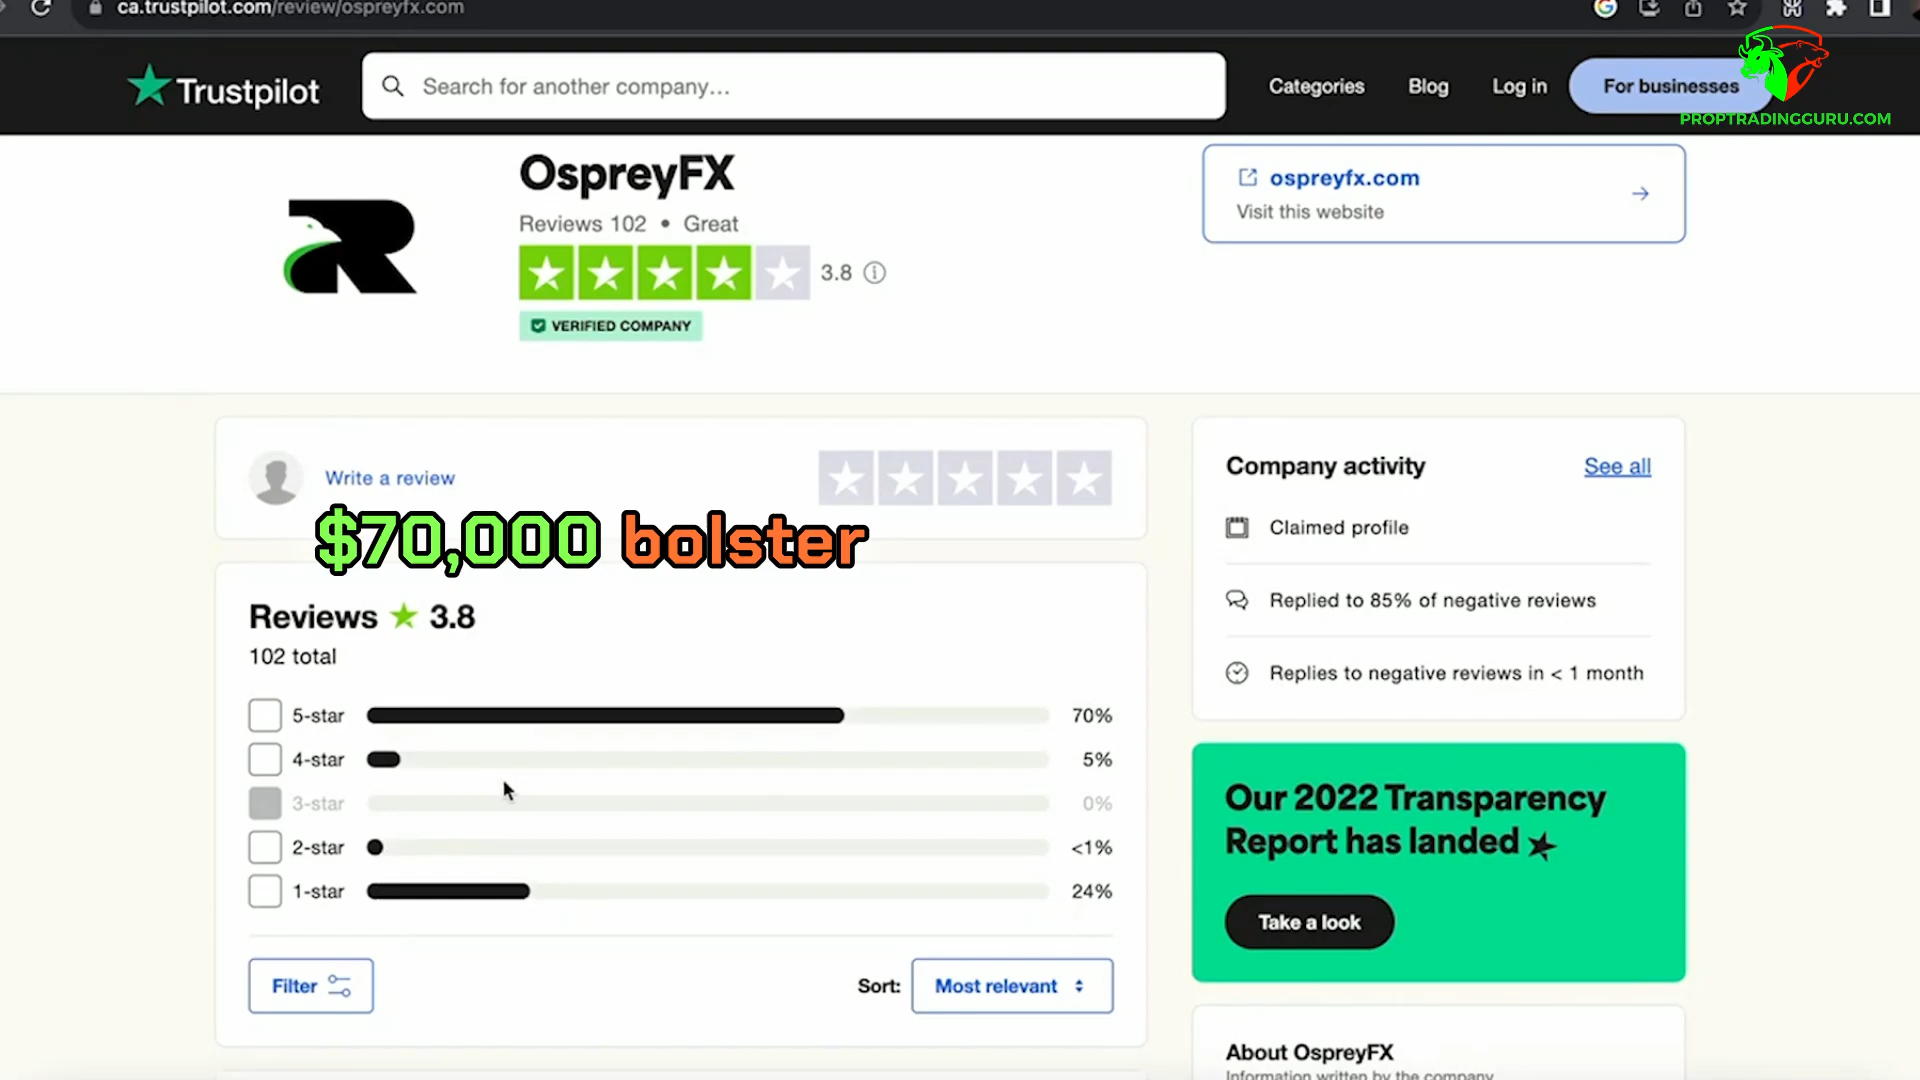 ca.trustpilot.com/review/ospreyfx.com
Trustpilot
Search for another company...
Categories
Blog
Log in
For businesses
PROPTRADINGGURU.COM
OspreyFX
Reviews 102 • Great
3.8
VERIFIED COMPANY
ospreyfx.com
Visit this website
Write a review
$70,000 bolster
Reviews 3.8
102 total
5-star 70%
4-star 5%
3-star 0%
2-star <1%
1-star 24%
Filter
Sort: Most relevant
Company activity
See all
Claimed profile
Replied to 85% of negative reviews
Replies to negative reviews in < 1 month
Our 2022 Transparency
Report has landed
Take a look
About OspreyFX
Information written by the company